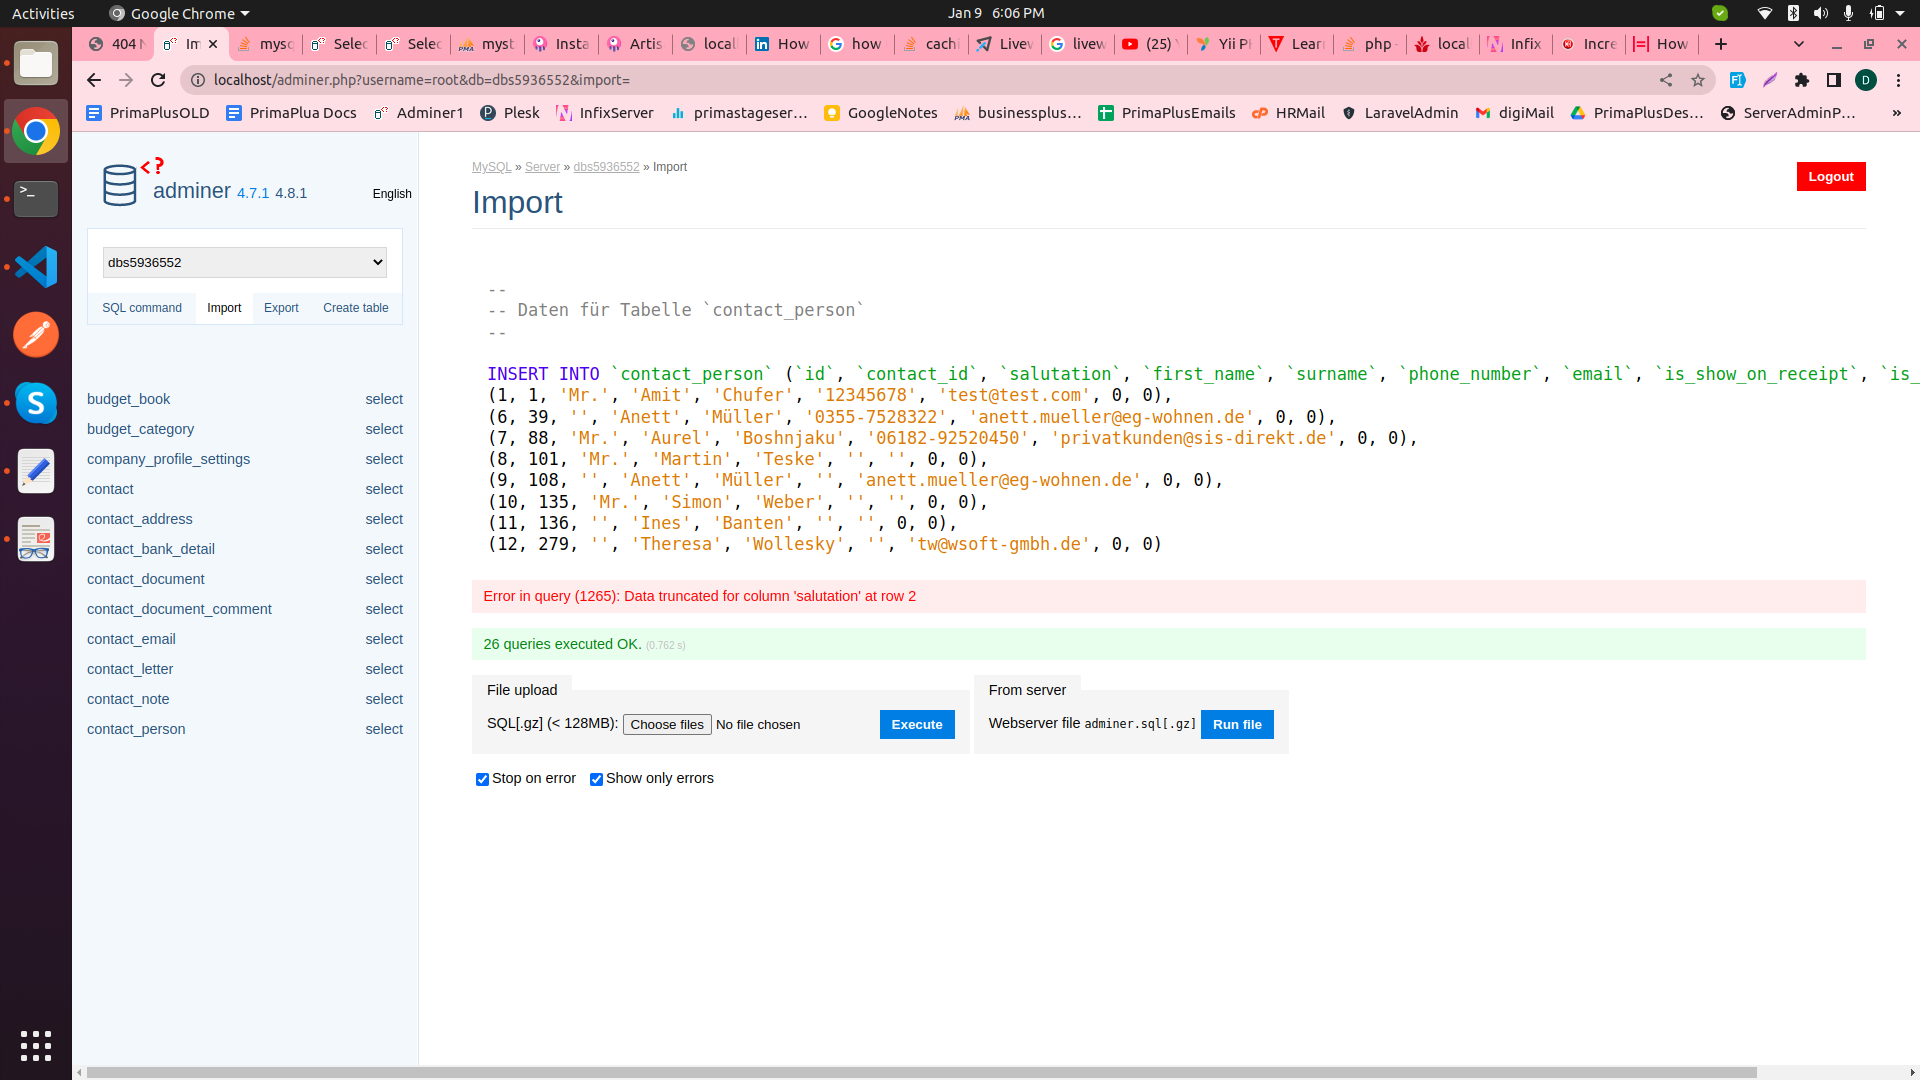 Activities Google Chrome Jan 9 6:06 PM
404 N Im mysq Selec Selec myst Insta Artis locall How how cachi Livew livew (25) Y Yii Ph Learn php - local Infix Incre How
localhost/adminer.php?username=root&db=dbs5936552&import= D
PrimaPlusOLD PrimaPlua Docs Adminer1 Plesk InfixServer primastageser… GoogleNotes businessplus… PrimaPlusEmails HRMail LaravelAdmin digiMail PrimaPlusDes… ServerAdminP… »
<? adminer 4.7.1 4.8.1 English
dbs5936552
SQL command Import Export Create table
budget_book select
budget_category select
company_profile_settings select
contact select
contact_address select
contact_bank_detail select
contact_document select
contact_document_comment select
contact_email select
contact_letter select
contact_note select
contact_person select
MySQL » Server » dbs5936552 » Import
Logout
Import
--
-- Daten für Tabelle `contact_person`
--
INSERT INTO `contact_person` (`id`, `contact_id`, `salutation`, `first_name`, `surname`, `phone_number`, `email`, `is_show_on_receipt`, `is_
(1, 1, 'Mr.', 'Amit', 'Chufer', '12345678', 'test@test.com', 0, 0),
(6, 39, '', 'Anett', 'Müller', '0355-7528322', 'anett.mueller@eg-wohnen.de', 0, 0),
(7, 88, 'Mr.', 'Aurel', 'Boshnjaku', '06182-92520450', 'privatkunden@sis-direkt.de', 0, 0),
(8, 101, 'Mr.', 'Martin', 'Teske', '', '', 0, 0),
(9, 108, '', 'Anett', 'Müller', '', 'anett.mueller@eg-wohnen.de', 0, 0),
(10, 135, 'Mr.', 'Simon', 'Weber', '', '', 0, 0),
(11, 136, '', 'Ines', 'Banten', '', '', 0, 0),
(12, 279, '', 'Theresa', 'Wollesky', '', 'tw@wsoft-gmbh.de', 0, 0)
Error in query (1265): Data truncated for column 'salutation' at row 2
26 queries executed OK. (0.762 s)
File upload
SQL[.gz] (< 128MB): Choose files No file chosen Execute
From server
Webserver file adminer.sql[.gz] Run file
Stop on error Show only errors